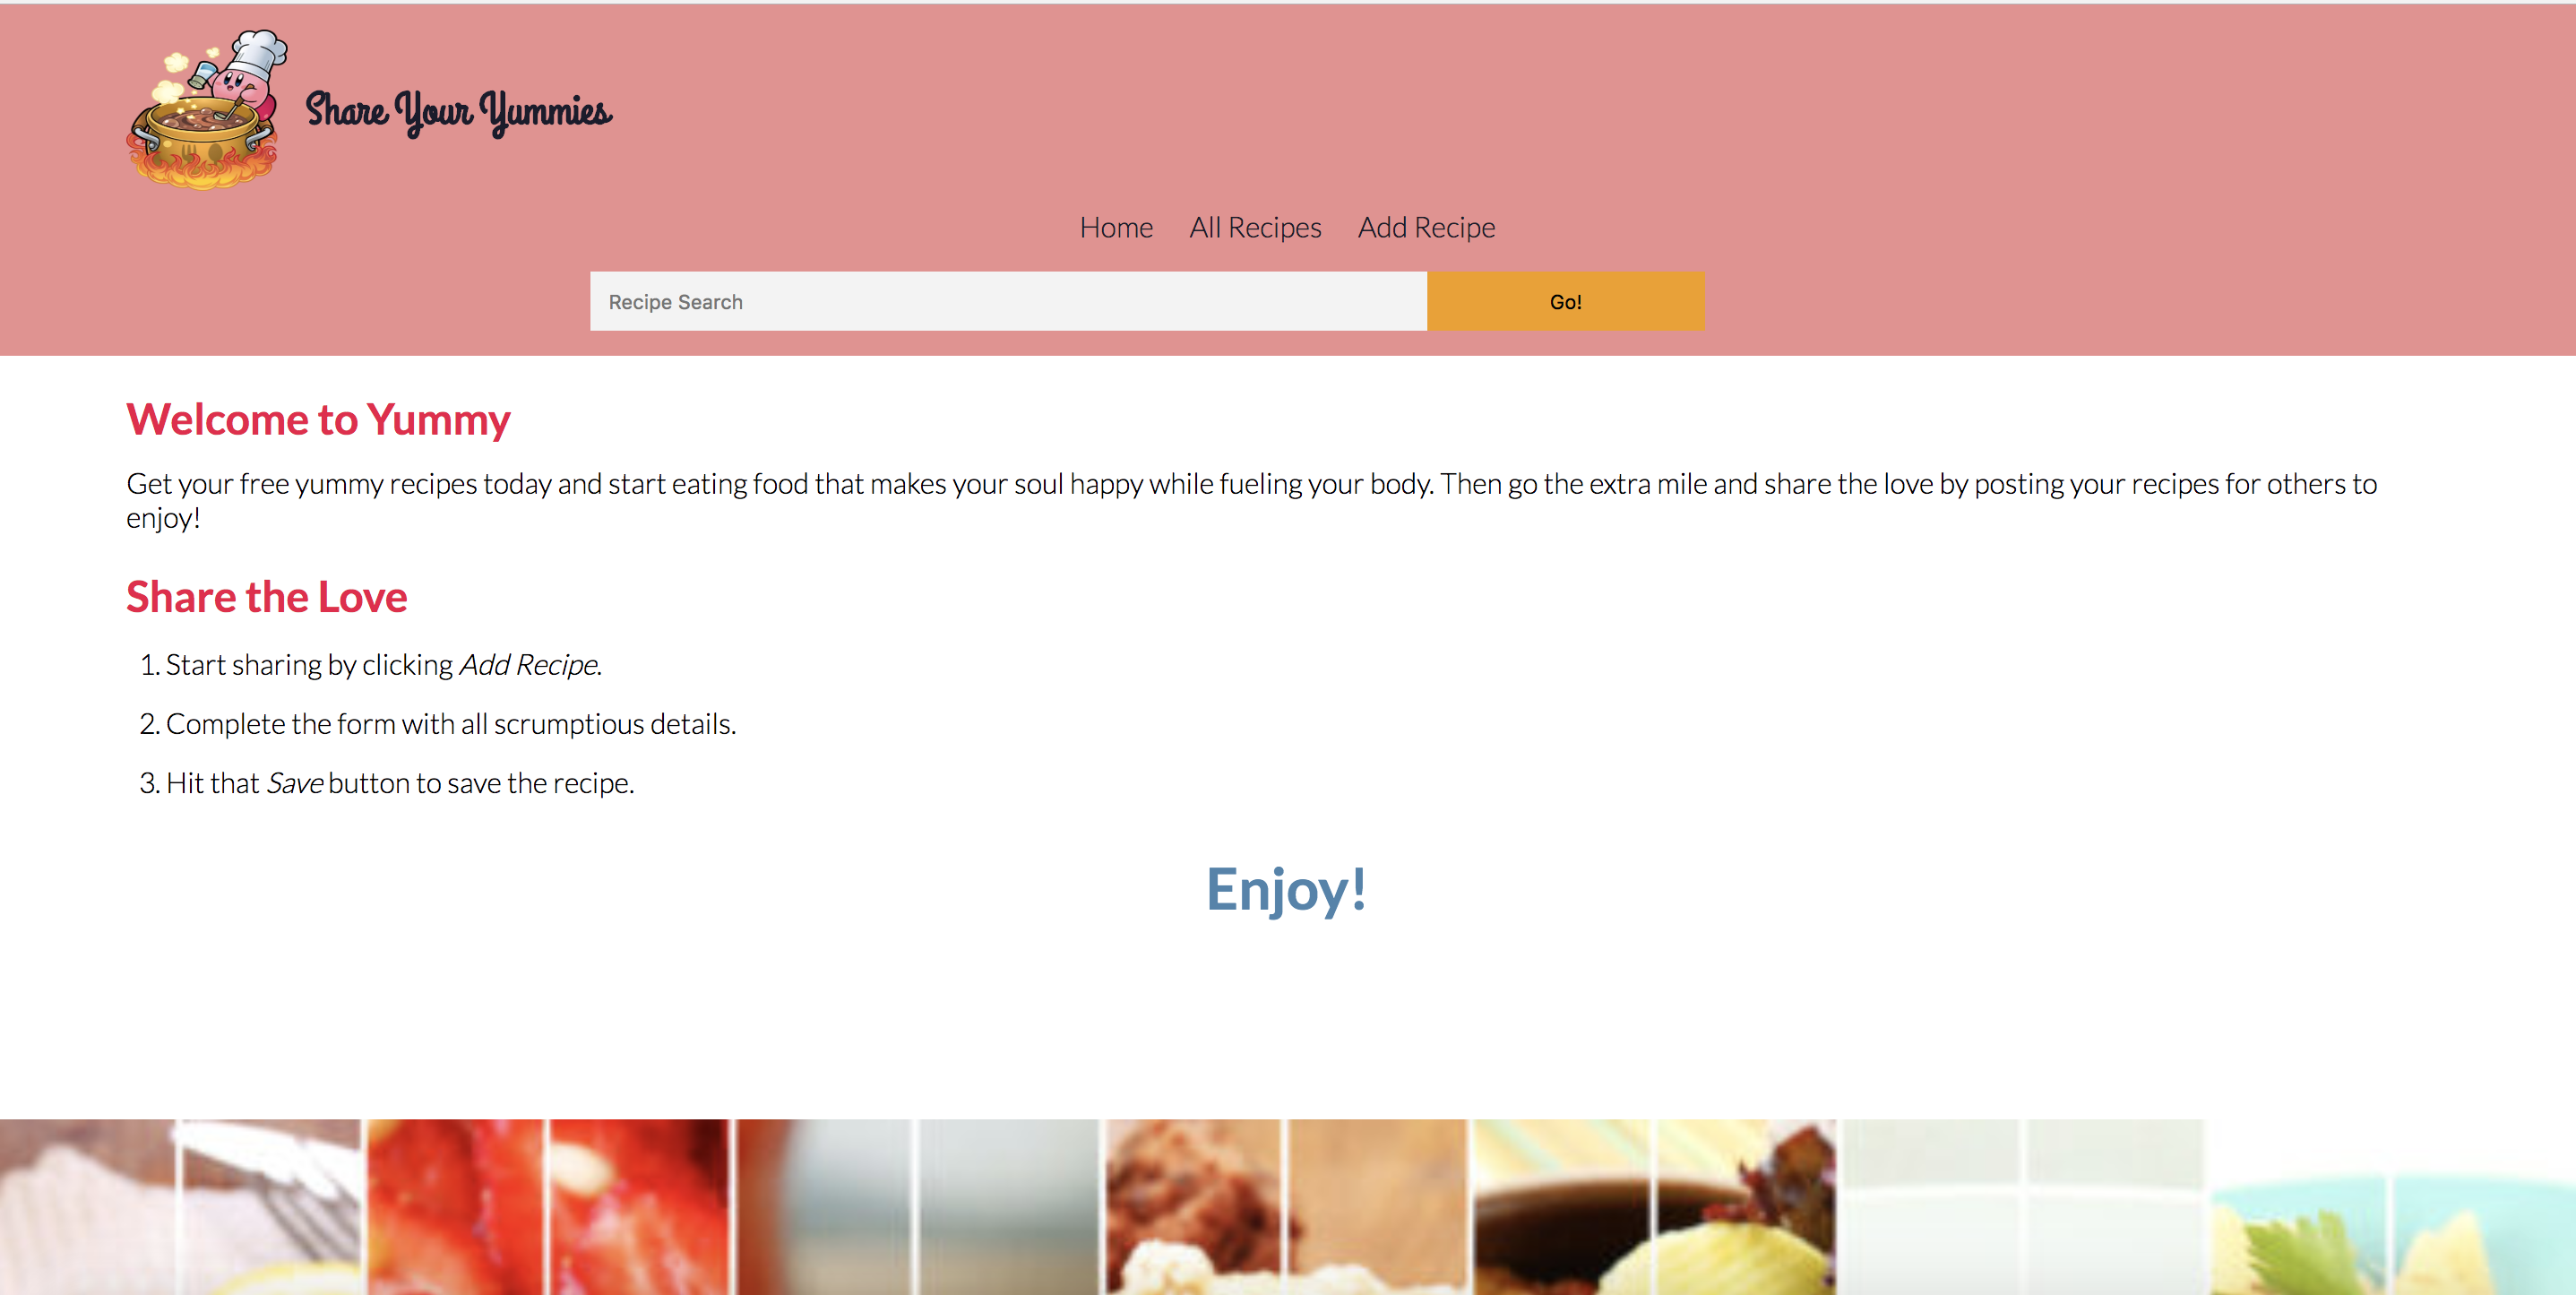 Share Your Yummies
Home All Recipes Add Recipe
Recipe Search Go!
Welcome to Yummy
Get your free yummy recipes today and start eating food that makes your soul happy while fueling your body. Then go the extra mile and share the love by posting your recipes for others to
enjoy!
Share the Love
1. Start sharing by clicking Add Recipe.
2. Complete the form with all scrumptious details.
3. Hit that Save button to save the recipe.
Enjoy!